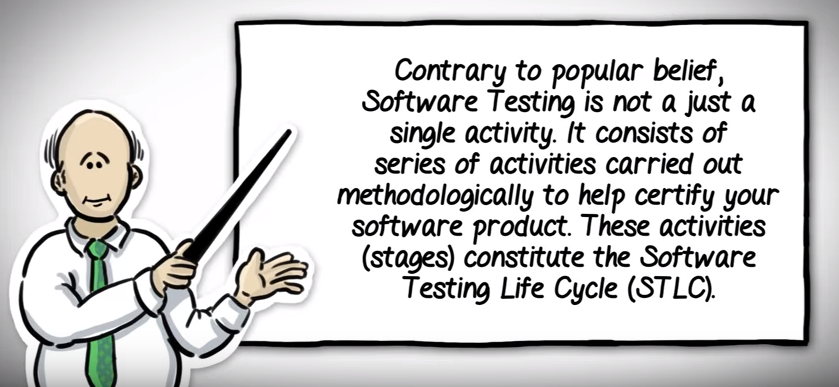 Contrary to popular belief,
Software Testing is not a just a
single activity. It consists of
series of activities carried out
methodologically to help certify your
software product. These activities
(stages) constitute the Software
Testing Life Cycle (STLC).